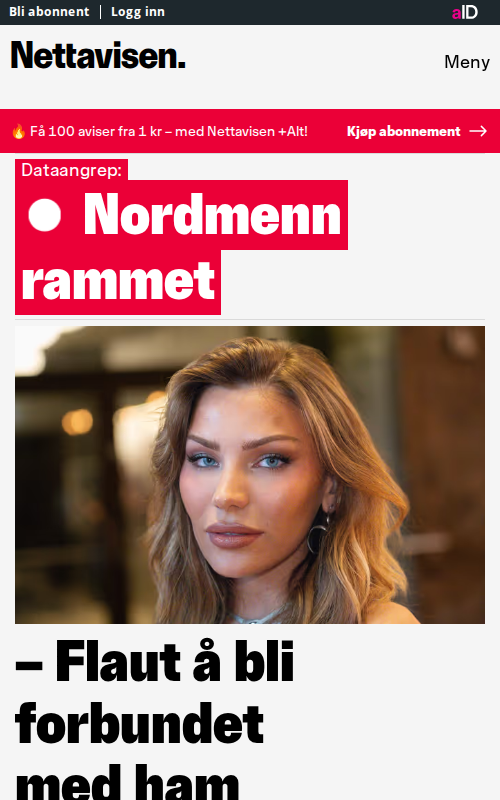 Bli abonnent | Logg inn aID
Nettavisen.
Meny
🔥 Få 100 aviser fra 1 kr – med Nettavisen +Alt! Kjøp abonnement →
Dataangrep:
Nordmenn
rammet
– Flaut å bli
forbundet
med ham